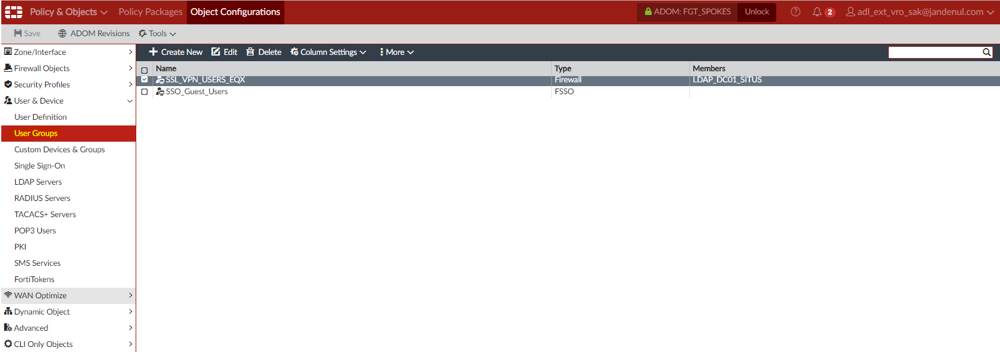 Policy & Objects Policy Packages Object Configurations ADOM: FGT_SPOKES Unlock 2 adl_ext_vro_sak@jandenul.com
Save ADOM Revisions Tools
Zone/Interface
Firewall Objects
Security Profiles
User & Device
User Definition
User Groups
Custom Devices & Groups
Single Sign-On
LDAP Servers
RADIUS Servers
TACACS+ Servers
POP3 Users
PKI
SMS Services
FortiTokens
WAN Optimize
Dynamic Object
Advanced
CLI Only Objects
Create New Edit Delete Column Settings More
Name Type Members
SSL_VPN_USERS_EQX Firewall LDAP_DC01_SITUS
SSO_Guest_Users FSSO